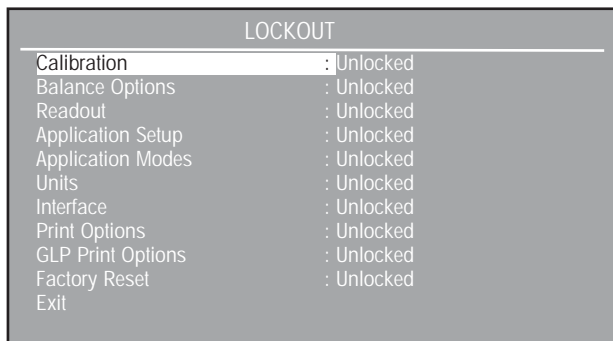 LOCKOUT
Calibration : Unlocked
Balance Options : Unlocked
Readout : Unlocked
Application Setup : Unlocked
Application Modes : Unlocked
Units : Unlocked
Interface : Unlocked
Print Options : Unlocked
GLP Print Options : Unlocked
Factory Reset : Unlocked
Exit